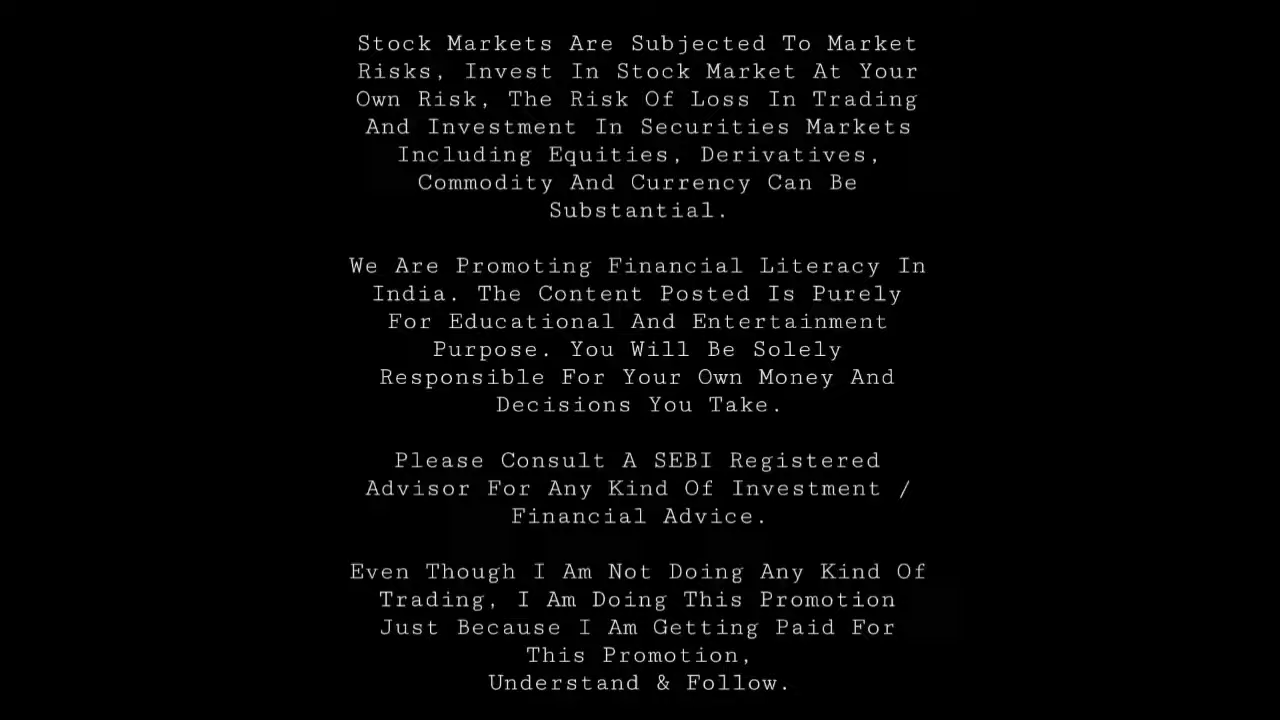 Stock Markets Are Subjected To Market
Risks, Invest In Stock Market At Your
Own Risk, The Risk Of Loss In Trading
And Investment In Securities Markets
Including Equities, Derivatives,
Commodity And Currency Can Be
Substantial.
We Are Promoting Financial Literacy In
India. The Content Posted Is Purely
For Educational And Entertainment
Purpose. You Will Be Solely
Responsible For Your Own Money And
Decisions You Take.
Please Consult A SEBI Registered
Advisor For Any Kind Of Investment /
Financial Advice.
Even Though I Am Not Doing Any Kind Of
Trading, I Am Doing This Promotion
Just Because I Am Getting Paid For
This Promotion,
Understand & Follow.